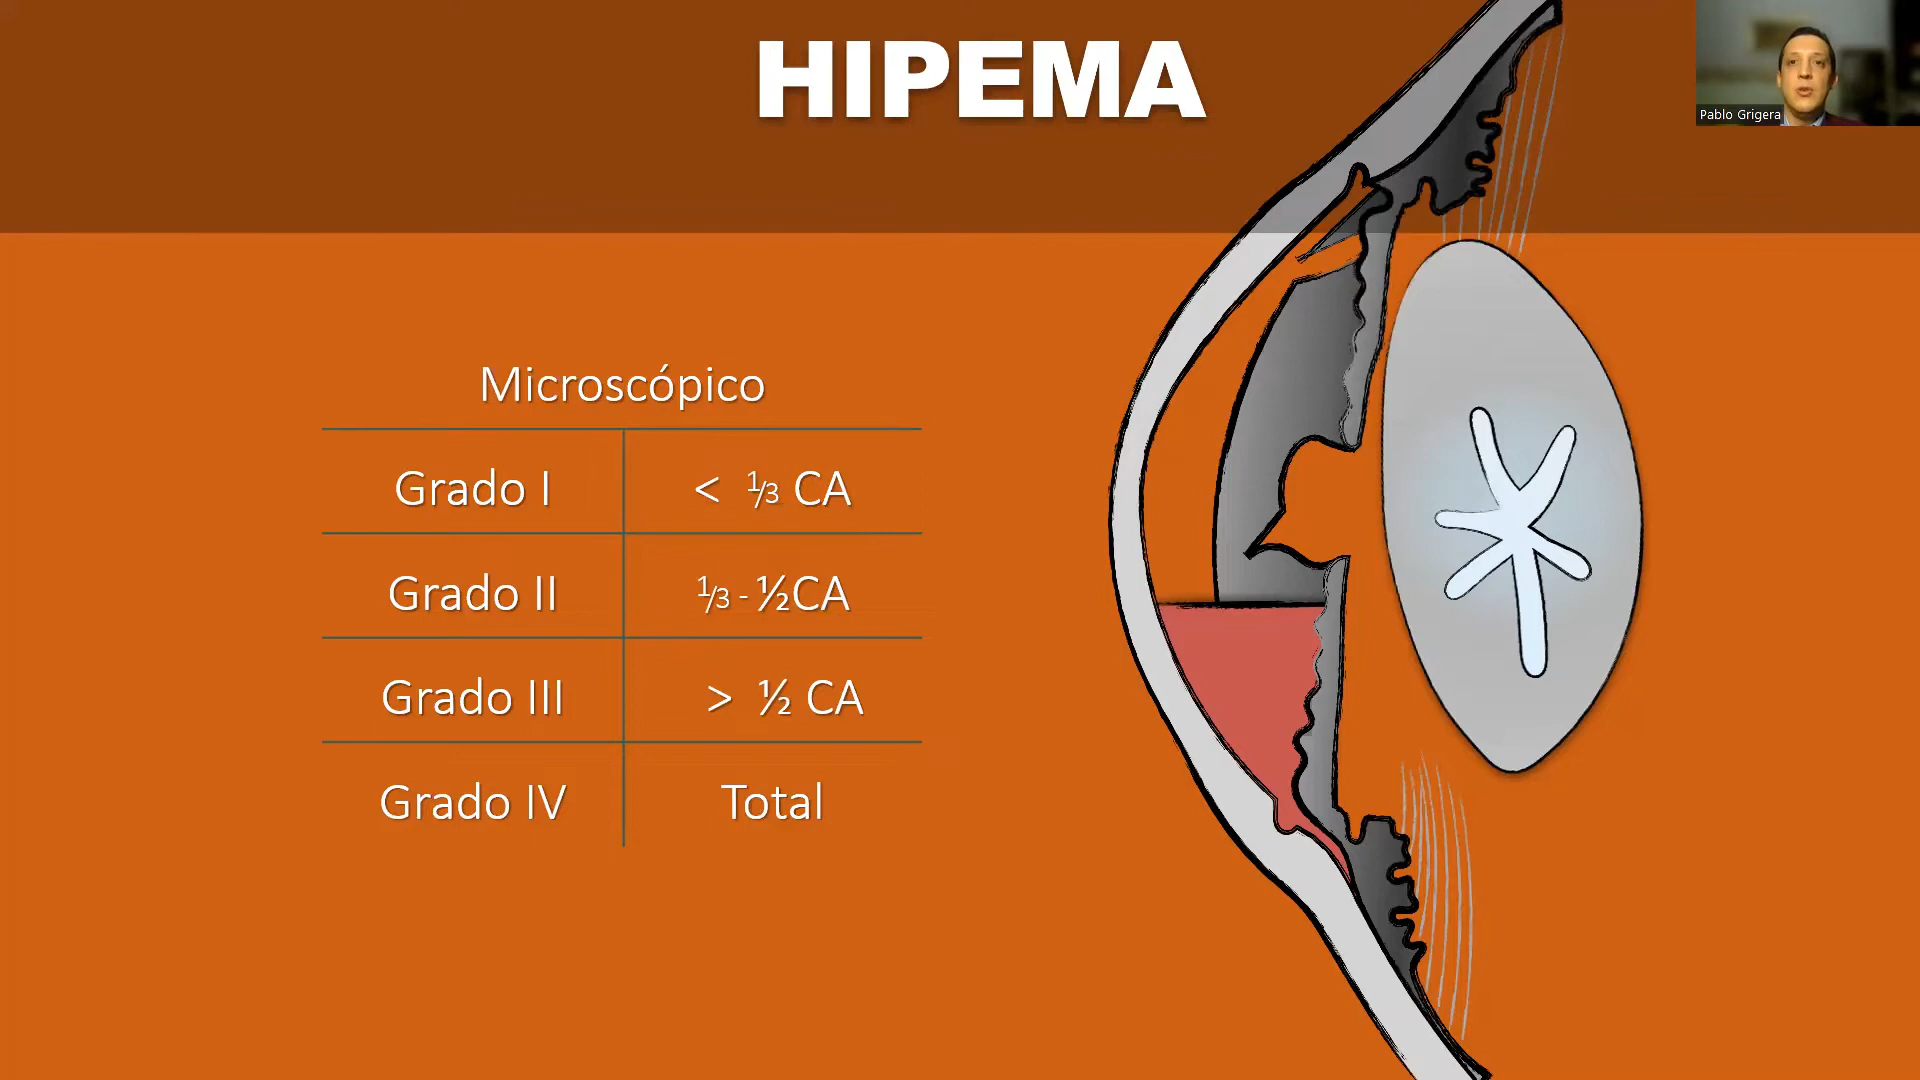 HIPEMA
Pablo Grigera
Microscópico
Grado I < ⅓ CA
Grado II ⅓ - ½CA
Grado III > ½ CA
Grado IV Total